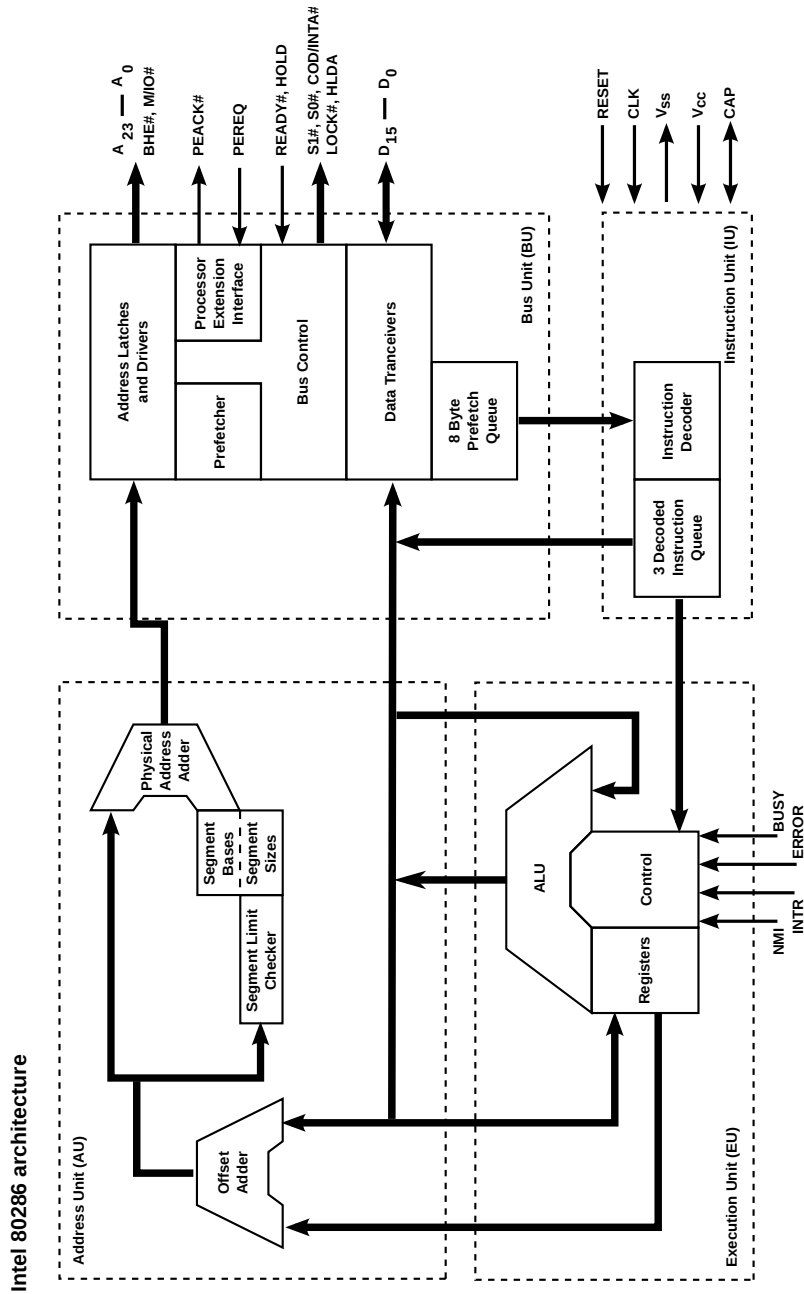 Intel 80286 architecture
Address Unit (AU)
Offset
Adder
Segment Limit
Checker
Segment
Bases
Segment
Sizes
Physical
Address
Adder
Address Latches
and Drivers
Prefetcher
Processor
Extension
Interface
Bus Control
Data Tranceivers
8 Byte
Prefetch
Queue
Bus Unit (BU)
A23 — A0
BHE#, M/IO#
PEACK#
PEREQ
READY#, HOLD
S1#, S0#, COD/INTA#
LOCK#, HLDA
D15 — D0
Execution Unit (EU)
ALU
Registers
Control
NMI
INTR
ERROR
BUSY
3 Decoded
Instruction
Queue
Instruction
Decoder
Instruction Unit (IU)
RESET
CLK
Vss
Vcc
CAP